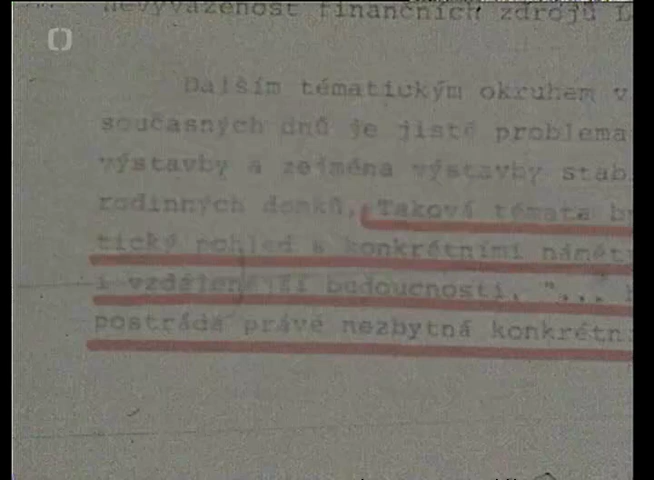 nevyváženost finančních zdrojů
Dalším tématickým okruhem v
současných dnů je jistě problema
výstavby a zejména výstavby stab
rodinných domků. Taková témata by
tický pohled s konkrétními námět
i vzdálenější budoucnosti. "...
postrádá právě nezbytná konkrétn